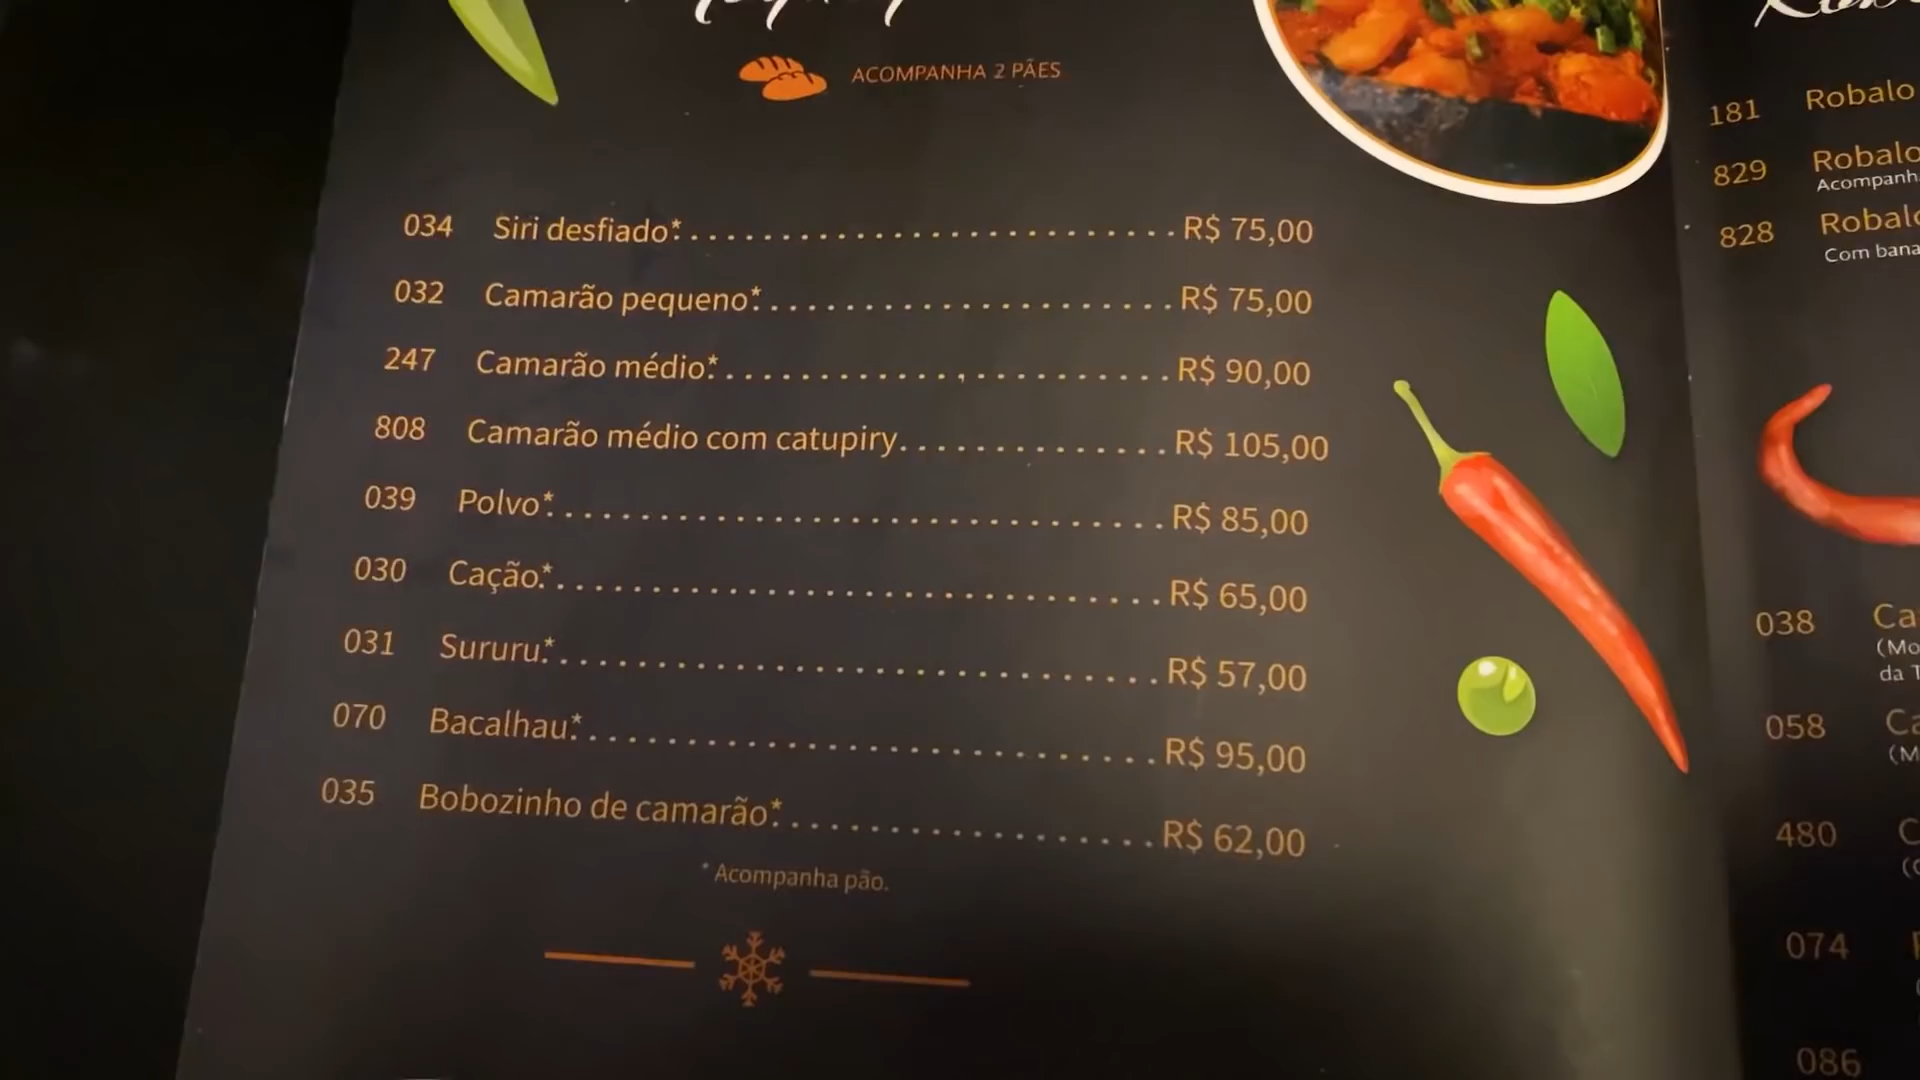 ACOMPANHA 2 PÃES
034 Siri desfiado* R$ 75,00
032 Camarão pequeno* R$ 75,00
247 Camarão médio* R$ 90,00
808 Camarão médio com catupiry R$ 105,00
039 Polvo* R$ 85,00
030 Cação* R$ 65,00
031 Sururu* R$ 57,00
070 Bacalhau* R$ 95,00
035 Bobozinho de camarão* R$ 62,00
* Acompanha pão.
181 Robalo
829 Robalo
828 Robalo
Com
038
058
480
074
086